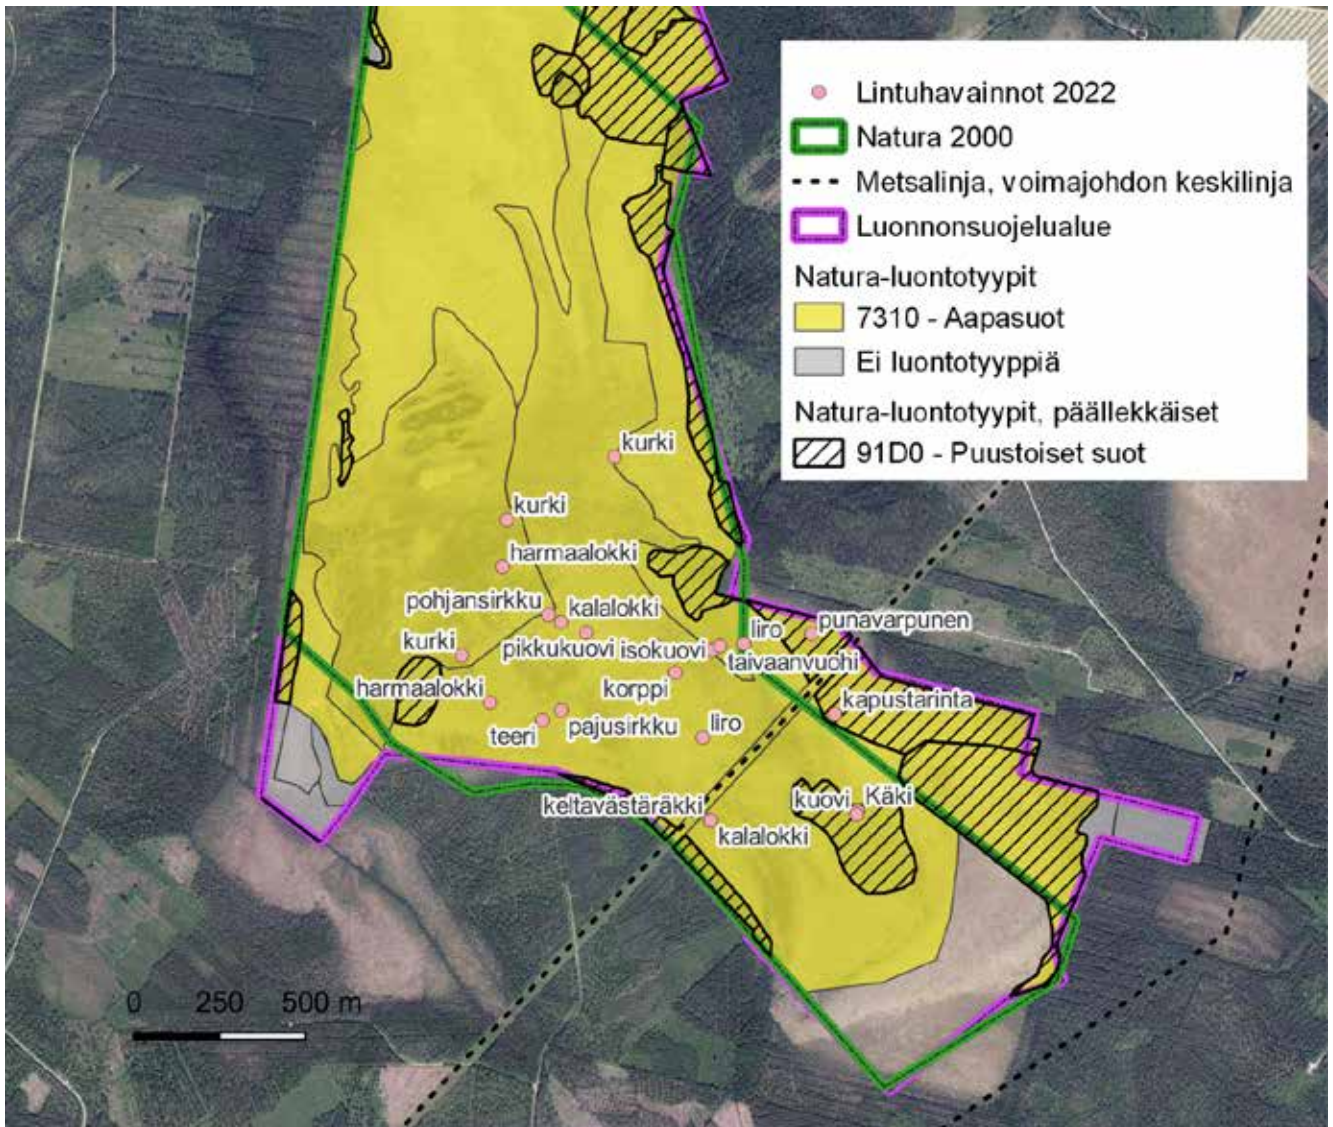 Lintuhavainnot 2022
Natura 2000
Metsalinja, voimajohdon keskilinja
Luonnonsuojelualue
Natura-luontotyypit
7310 - Aapasuot
Ei luontotyyppiä
Natura-luontotyypit, päällekkäiset
91D0 - Puustoiset suot
kurki
kurki
harmaalokki
pohjansirkku
kalalokki
punavarpunen
liro
kurki
pikkukuovi
isokuovi
taivaanvuohi
harmaalokki
korppi
kapustarinta
teeri
pajusirkku
liro
keltavästäräkki
kuovi
Käki
kalalokki
0 250 500 m